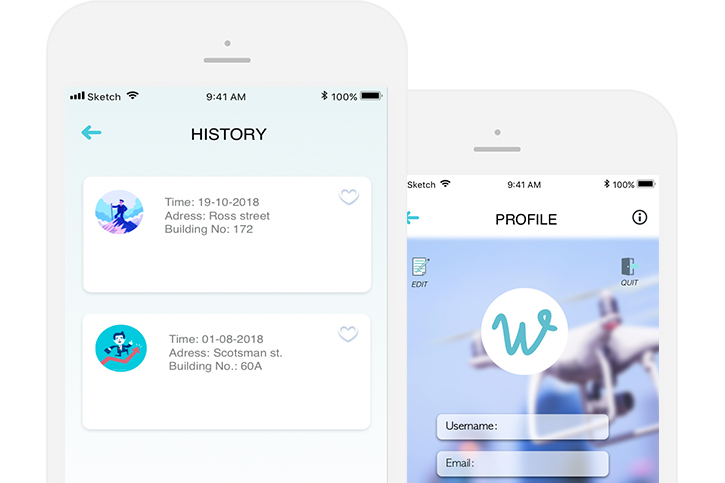 Sketch 9:41 AM 100%
HISTORY
Time: 19-10-2018
Adress: Ross street
Building No: 172
Time: 01-08-2018
Adress: Scotsman st.
Building No.: 60A
Sketch 9:41 AM 100%
PROFILE
EDIT
QUIT
w
Username:
Email: